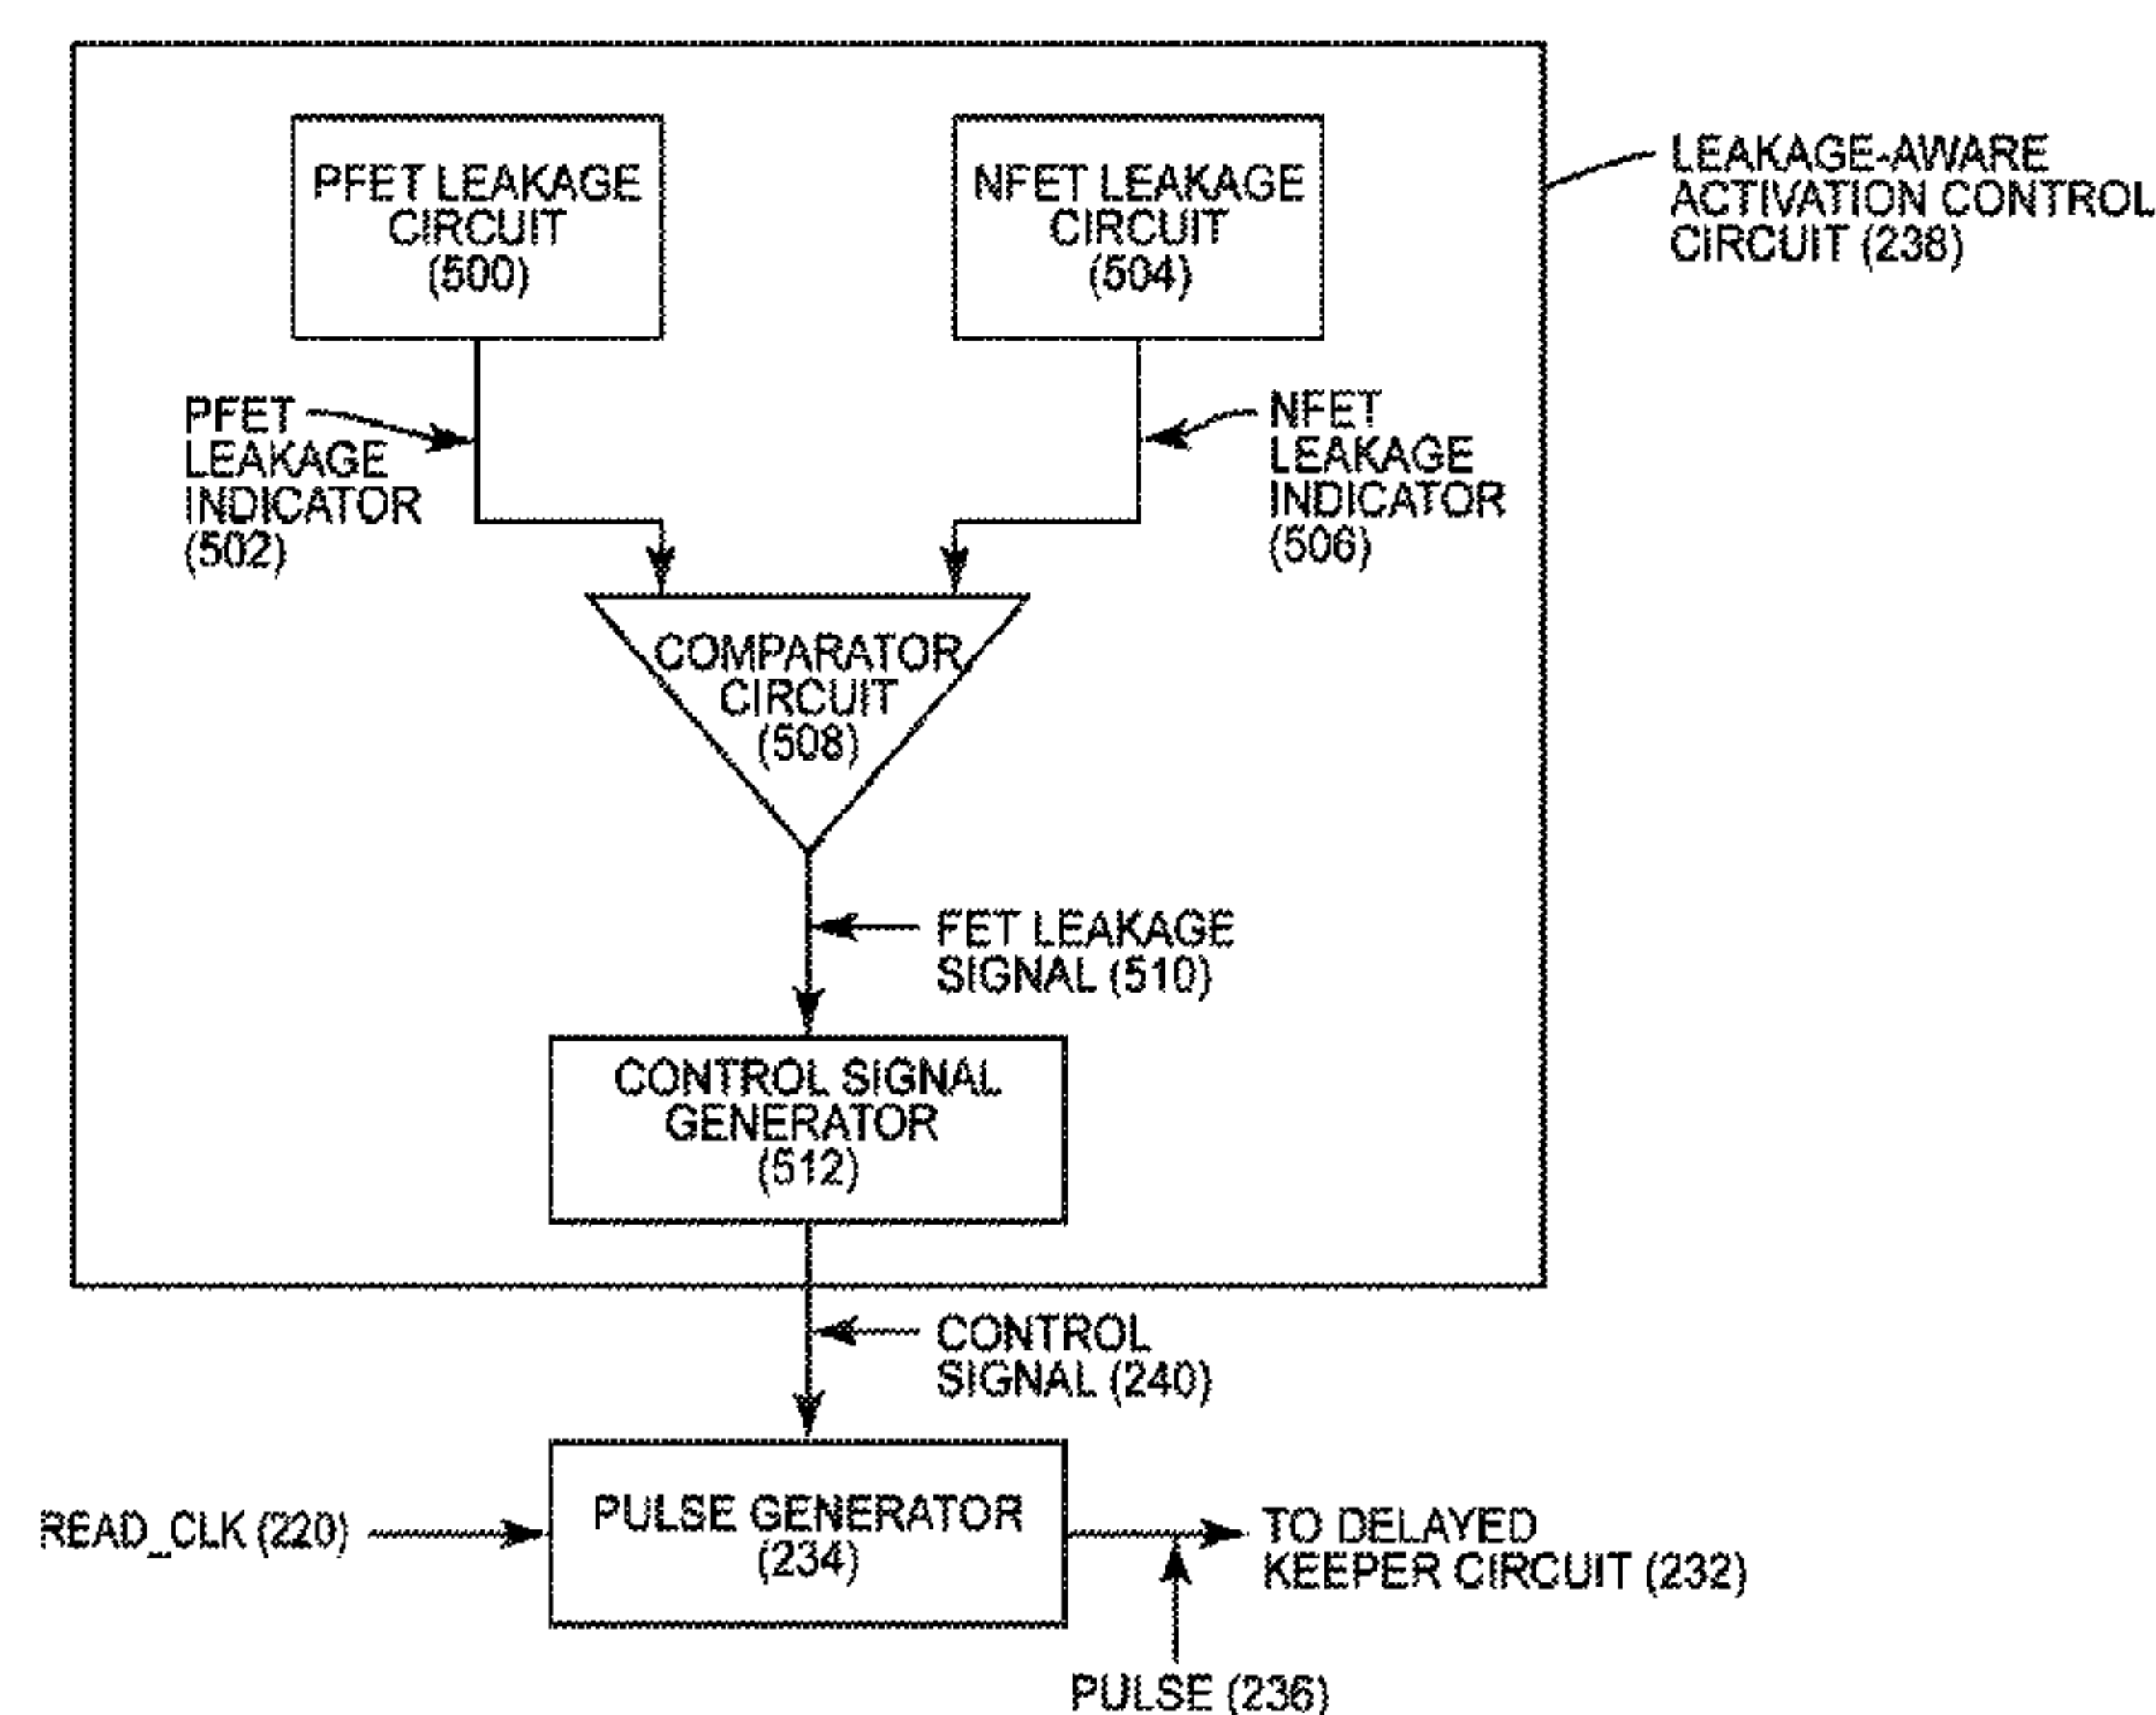 PFET LEAKAGE
CIRCUIT
(500)
NFET LEAKAGE
CIRCUIT
(504)
LEAKAGE-AWARE
ACTIVATION CONTROL
CIRCUIT (238)
PFET
LEAKAGE
INDICATOR
(502)
NFET
LEAKAGE
INDICATOR
(506)
COMPARATOR
CIRCUIT
(508)
FET LEAKAGE
SIGNAL (510)
CONTROL SIGNAL
GENERATOR
(512)
CONTROL
SIGNAL (240)
READ_CLK (220)
PULSE GENERATOR
(234)
TO DELAYED
KEEPER CIRCUIT (232)
PULSE (236)